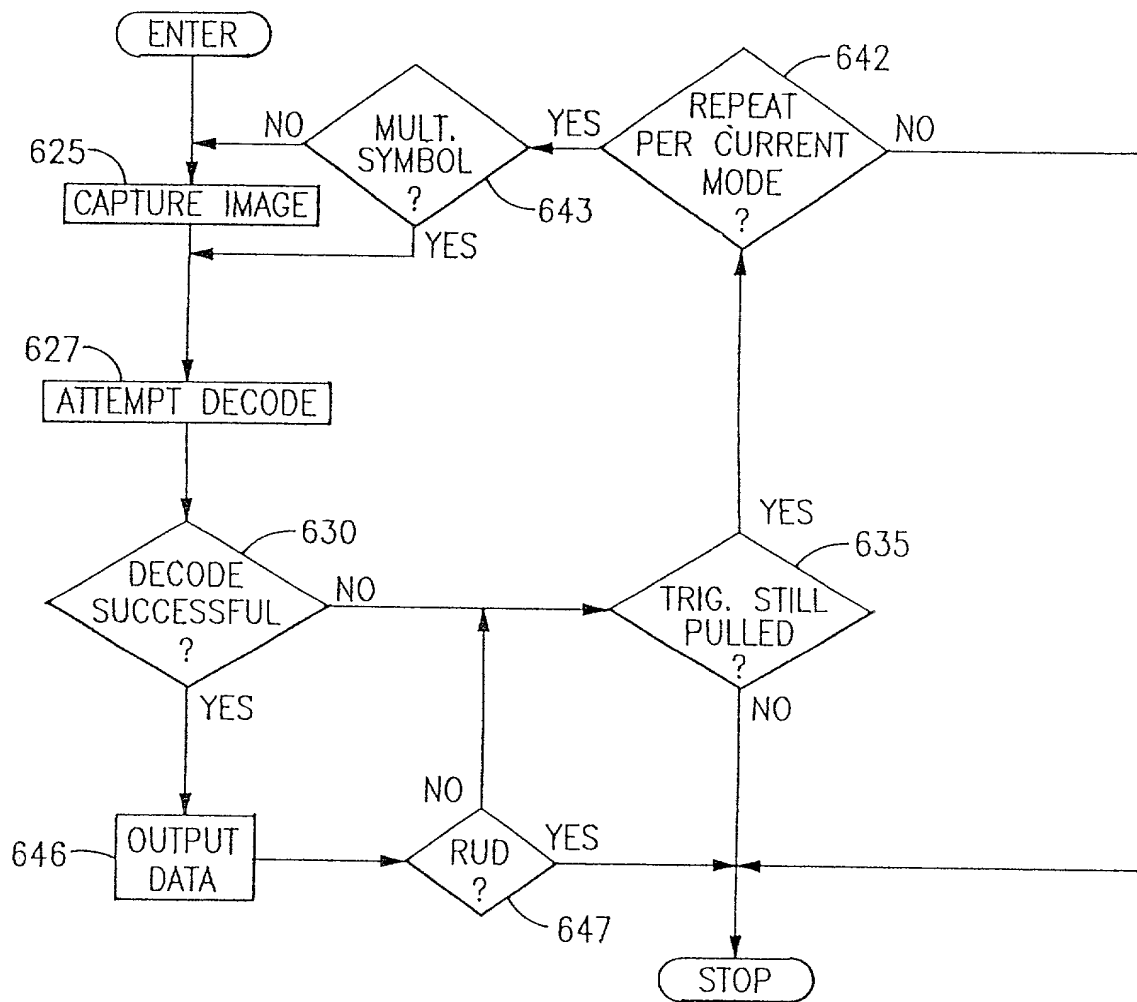 ENTER
642
REPEAT
PER CURRENT
MODE
?
NO
YES
MULT.
SYMBOL
?
NO
643
YES
625
CAPTURE IMAGE
627
ATTEMPT DECODE
630
DECODE
SUCCESSFUL
?
NO
YES
YES
635
TRIG. STILL
PULLED
?
NO
646
OUTPUT
DATA
NO
RUD
?
YES
647
STOP